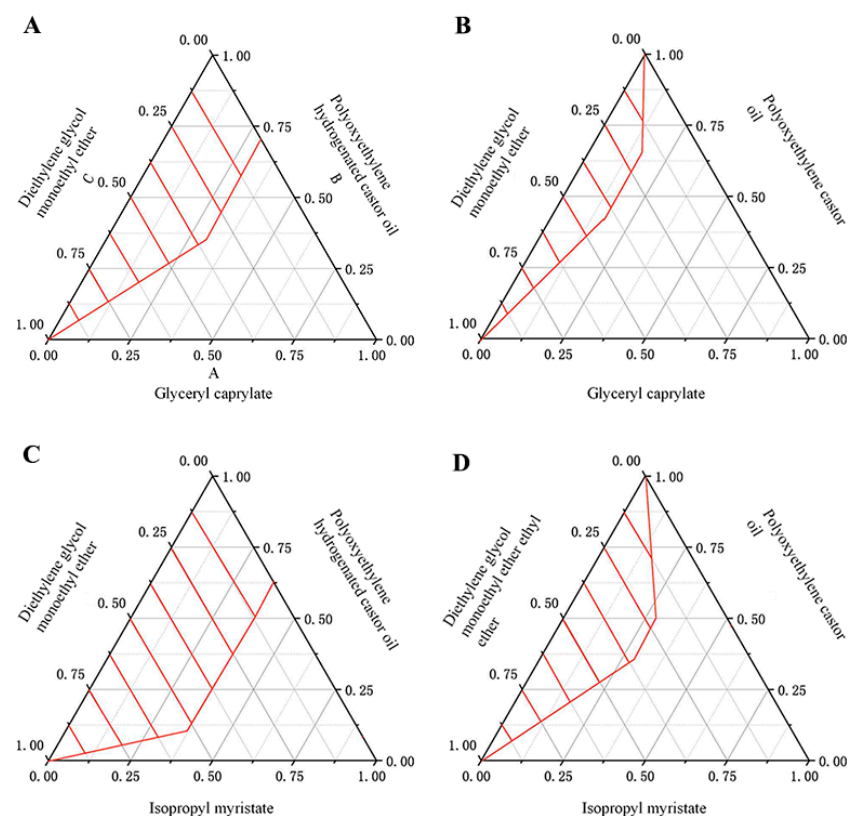 A
0.00
1.00
0.25
0.75
0.50
0.50
0.75
0.25
1.00
0.00
0.00
0.25
0.50
0.75
1.00
Diethylene glycol
monoethyl ether
C
Polyoxyethylene
hydrogenated castor oil
B
A
Glyceryl caprylate
B
0.00
1.00
0.25
0.75
0.50
0.50
0.75
0.25
1.00
0.00
0.00
0.25
0.50
0.75
1.00
Diethylene glycol
monoethyl ether
Polyoxyethylene castor
oil
Glyceryl caprylate
C
0.00
1.00
0.25
0.75
0.50
0.50
0.75
0.25
1.00
0.00
0.00
0.25
0.50
0.75
1.00
Diethylene glycol
monoethyl ether
Polyoxyethylene
hydrogenated castor oil
Isopropyl myristate
D
0.00
1.00
0.25
0.75
0.50
0.50
0.75
0.25
1.00
0.00
0.00
0.25
0.50
0.75
1.00
Diethylene glycol
monoethyl ether ethyl
ether
Polyoxyethylene castor
oil
Isopropyl myristate